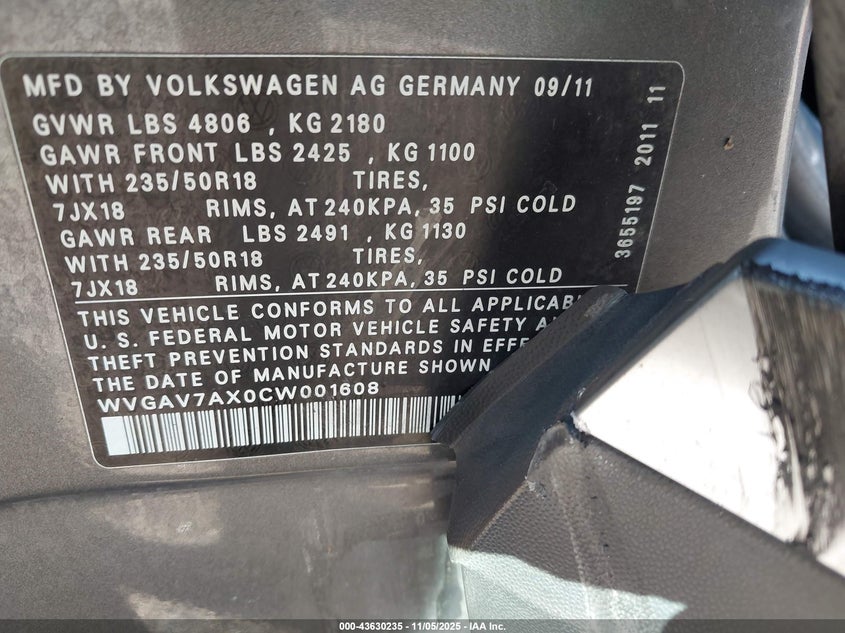 MFD BY VOLKSWAGEN AG GERMANY 09/11
GVWR LBS 4806 , KG 2180
GAWR FRONT LBS 2425 , KG 1100
WITH 235/50R18 TIRES,
7JX18 RIMS, AT 240KPA, 35 PSI COLD
GAWR REAR LBS 2491 , KG 1130
WITH 235/50R18 TIRES,
7JX18 RIMS, AT 240KPA, 35 PSI COLD
THIS VEHICLE CONFORMS TO ALL APPLICAB
U. S. FEDERAL MOTOR VEHICLE SAFETY A
THEFT PREVENTION STANDARDS IN EFFE
THE DATE OF MANUFACTURE SHOWN
WVGAV7AX0CW001608
3655197 2011 11
000-43630235 - 11/05/2025 - IAA Inc.